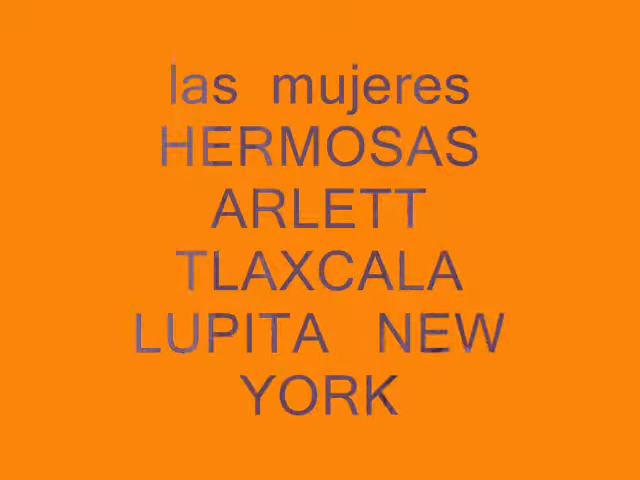 las mujeres
HERMOSAS
ARLETT
TLAXCALA
LUPITA NEW
YORK